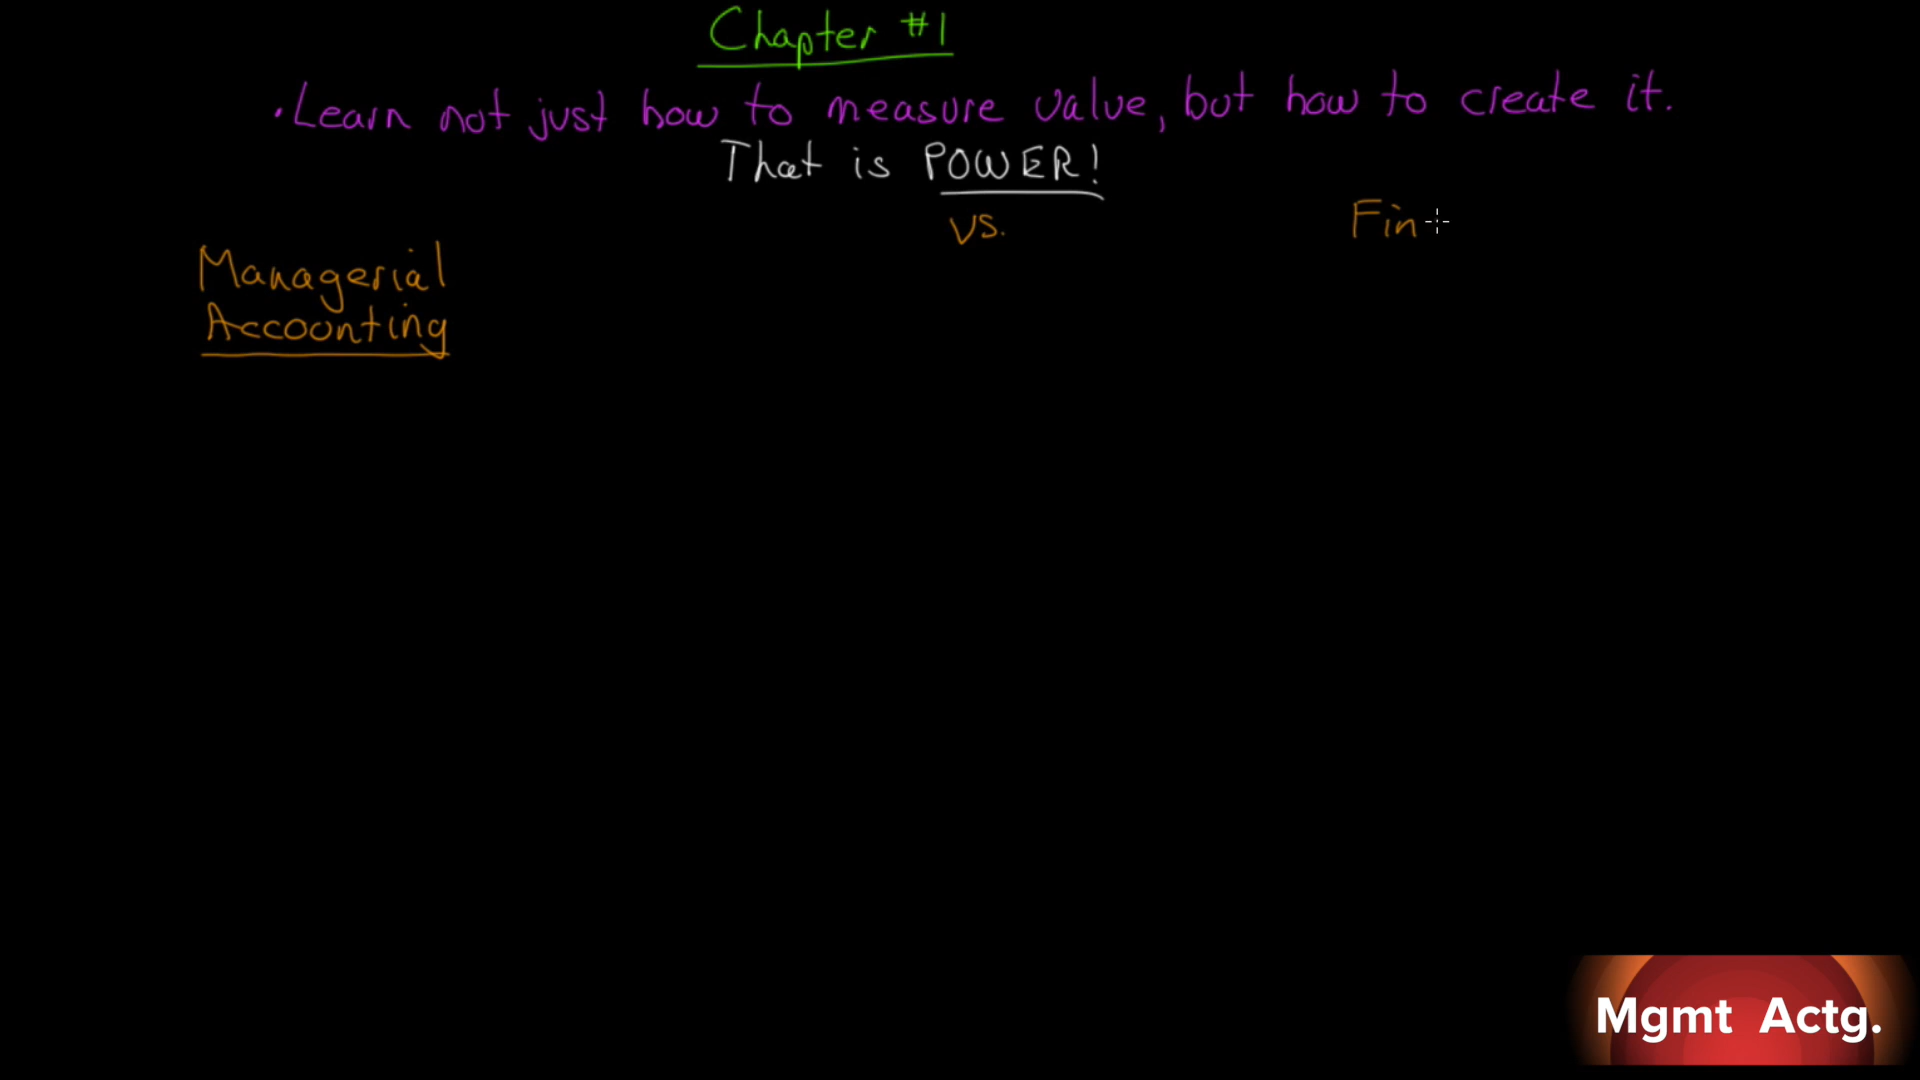 Chapter #1
• Learn not just how to measure value, but how to create it.
That is POWER!
vs.
Fin
Managerial
Accounting
Mgmt Actg.